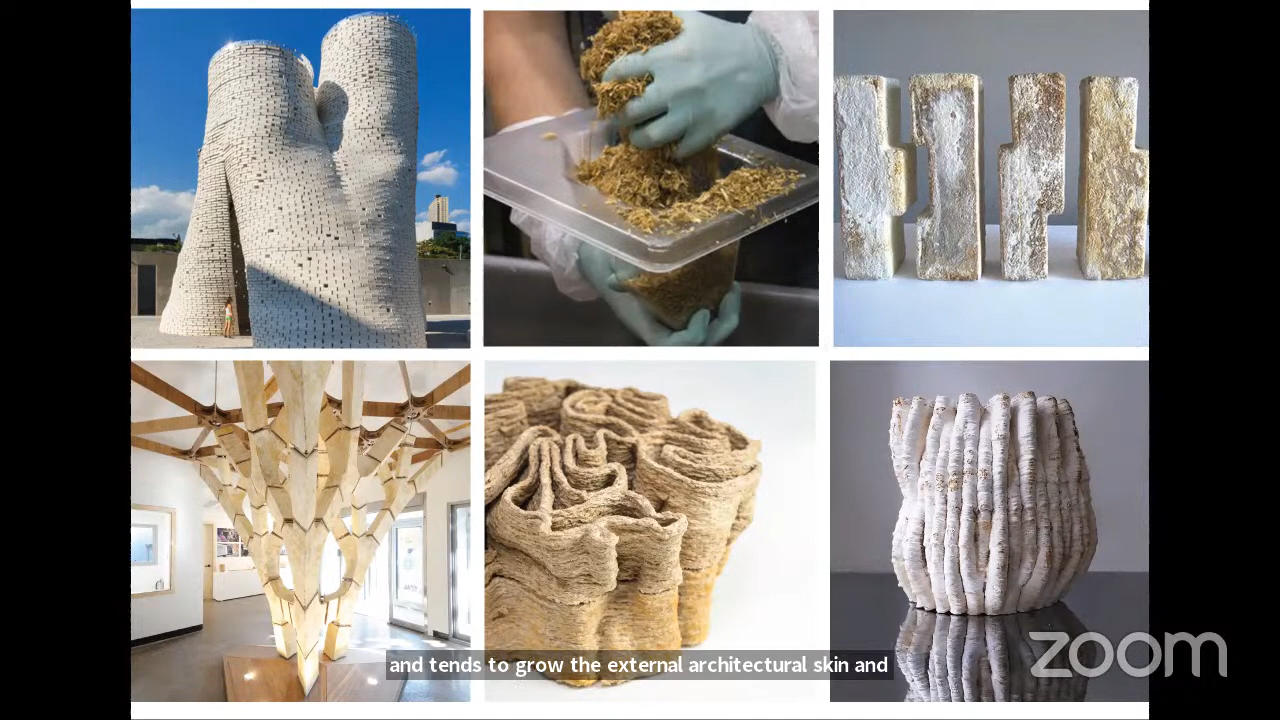 and tends to grow the external architectural skin and
zoom